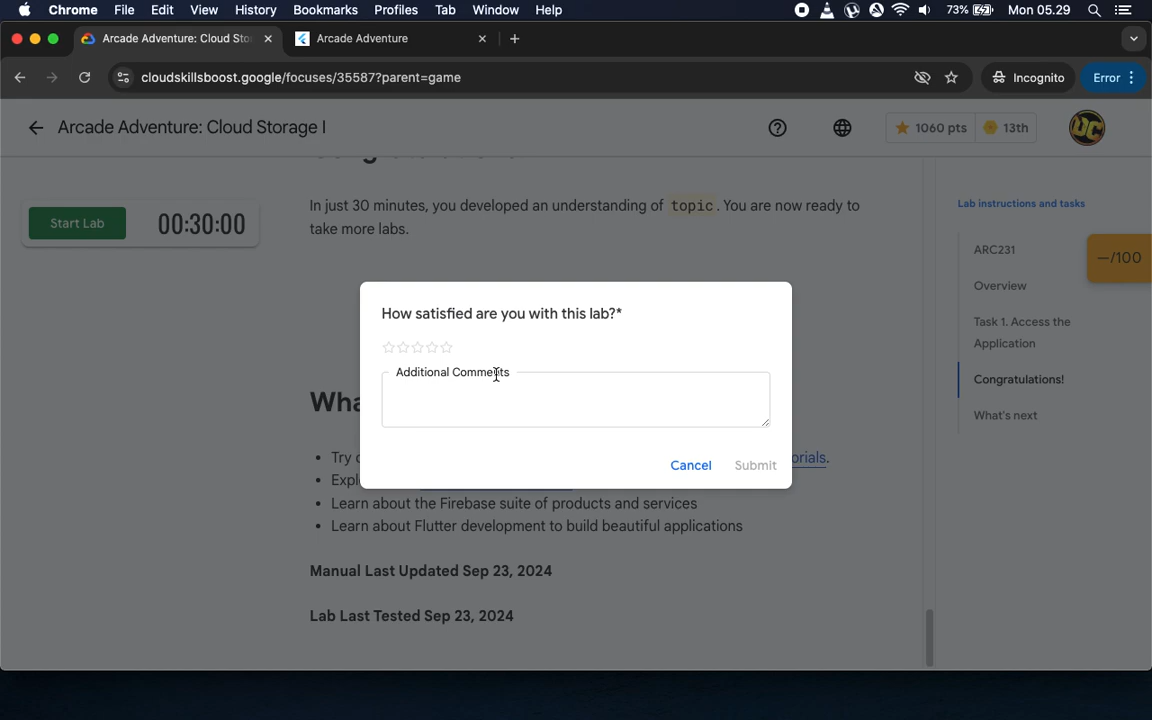 Chrome File Edit View History Bookmarks Profiles Tab Window Help 73% Mon 05.29
Arcade Adventure: Cloud Sto Arcade Adventure
cloudskillsboost.google/focuses/35587?parent=game Incognito Error
Arcade Adventure: Cloud Storage I 1060 pts 13th
Start Lab 00:30:00
In just 30 minutes, you developed an understanding of topic. You are now ready to
take more labs.
Lab instructions and tasks
ARC231
—/100
Overview
Task 1. Access the
Application
Congratulations!
What's next
How satisfied are you with this lab?*
Additional Comments
Cancel Submit
Wha
Try orials.
Expl
Learn about the Firebase suite of products and services
Learn about Flutter development to build beautiful applications
Manual Last Updated Sep 23, 2024
Lab Last Tested Sep 23, 2024